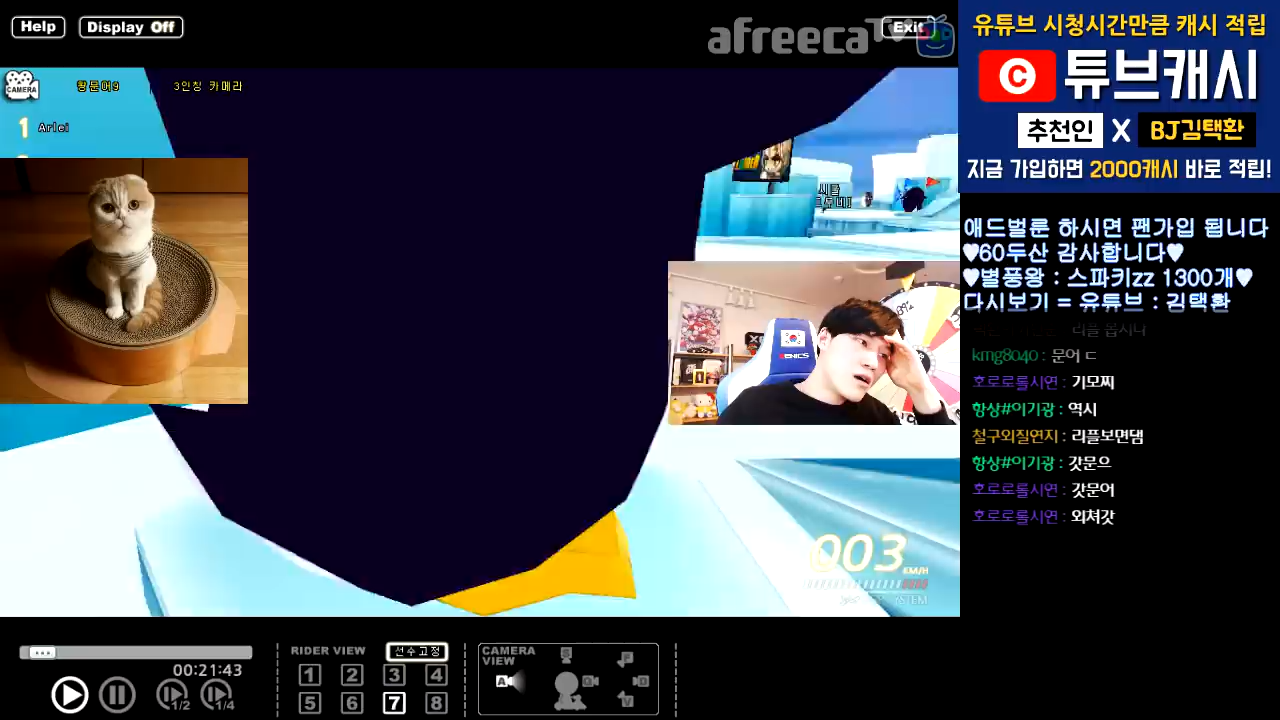 Help
Display Off
afreecaTV
Exit
CAMERA
황문어9
3인칭 카메라
1 Arlei
유튜브 시청시간만큼 캐시 적립
C 튜브캐시
추천인 X BJ김택환
지금 가입하면 2000캐시 바로 적립!
애드벌룬 하시면 팬가입 됩니다
♥60두산 감사합니다♥
♥별풍왕 : 스파키zz 1300개♥
다시보기 = 유튜브 : 김택환
kmg8040 : 문어 ㄷ
호로로롤시연 : 기모찌
항상#이기광 : 역시
철구외질연지 : 리플보면댐
항상#이기광 : 갓문으
호로로롤시연 : 갓문어
호로로롤시연 : 외쳐갓
XENICS
003 KM/H
00:21:43
1/2
1/4
RIDER VIEW 선수고정
1 2 3 4
5 6 7 8
CAMERA VIEW
A